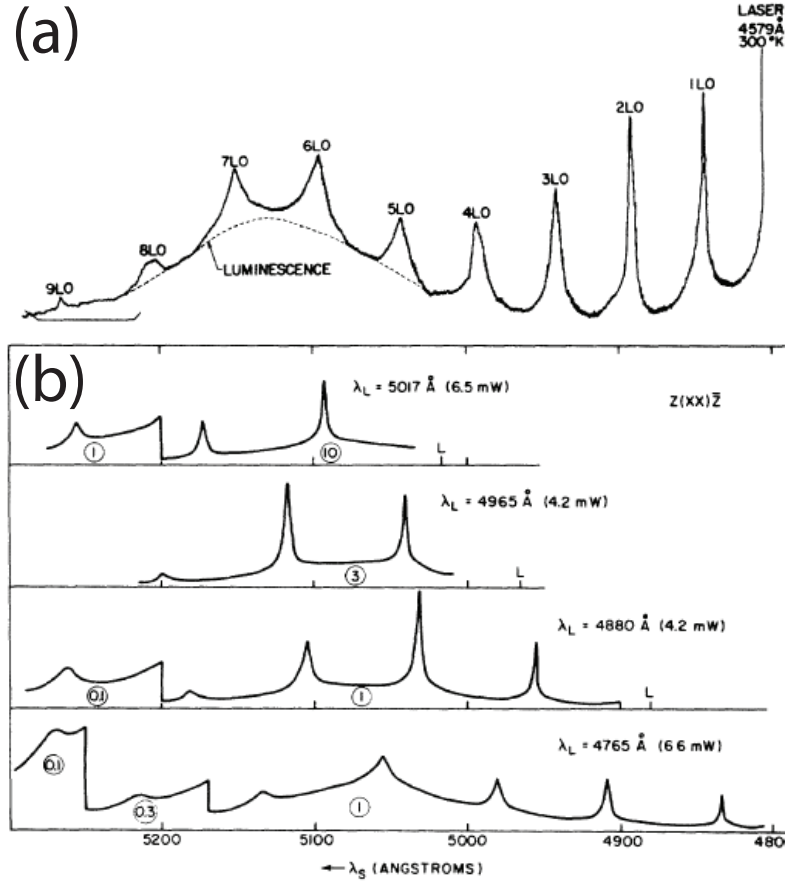 (a)
LASER
4579Å
300°K
1LO
2LO
3LO
4LO
5LO
6LO
7LO
8LO
9LO
LUMINESCENCE
(b)
λL = 5017 Å (6.5 mW)
Z(XX)Z̄
1
10
L
λL = 4965 Å (4.2 mW)
3
L
λL = 4880 Å (4.2 mW)
0.1
1
L
λL = 4765 Å (6 6 mW)
0.1
0.3
1
5200
5100
5000
4900
480
← λS (ANGSTROMS)